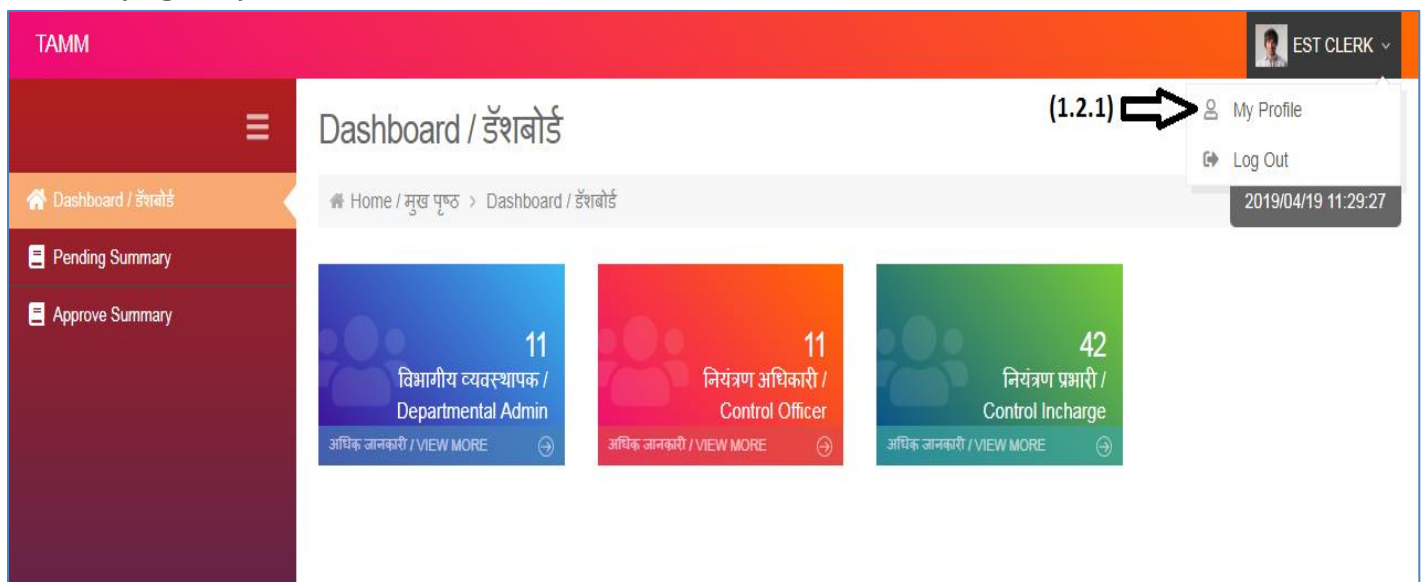 TAMM
EST CLERK
(1.2.1)
My Profile
Log Out
Dashboard / डॅशबोर्ड
Dashboard / डॅशबोर्ड
Home / मुख पृष्ठ > Dashboard / डॅशबोर्ड
2019/04/19 11:29:27
Pending Summary
Approve Summary
11
विभागीय व्यवस्थापक /
Departmental Admin
अधिक जानकारी / VIEW MORE
11
नियंत्रण अधिकारी /
Control Officer
अधिक जानकारी / VIEW MORE
42
नियंत्रण प्रभारी /
Control Incharge
अधिक जानकारी / VIEW MORE